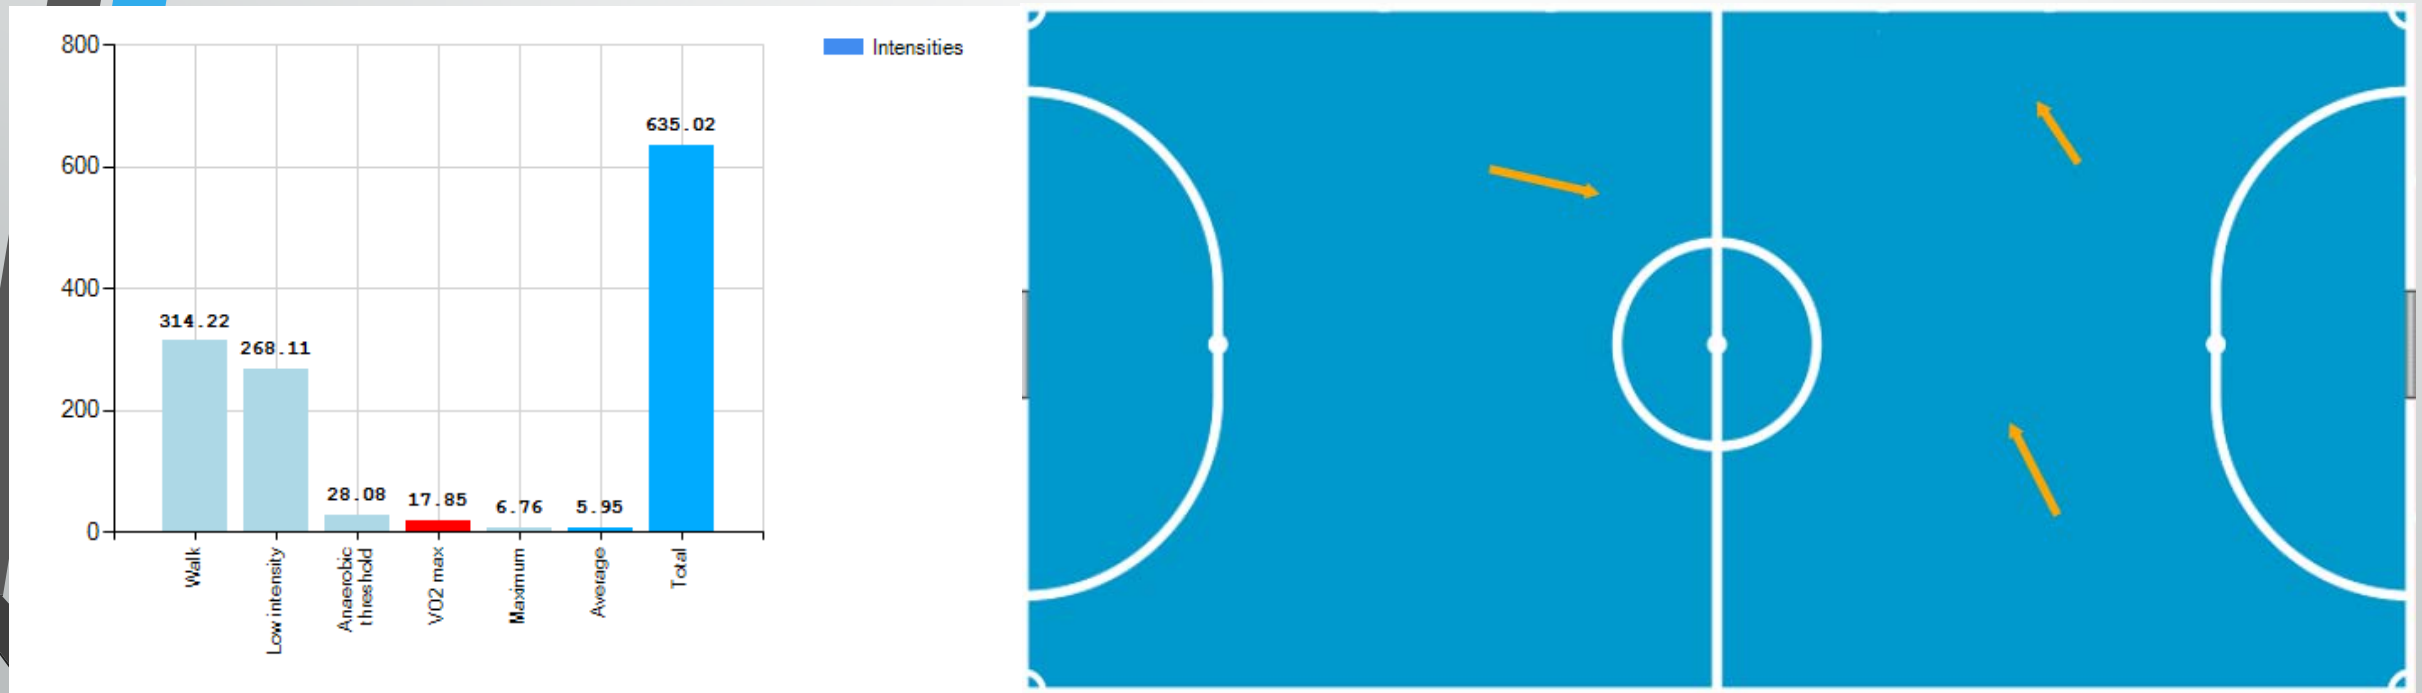 800
600
400
200
0
314.22
268.11
28.08
17.85
6.76
5.95
635.02
Walk
Low intensity
Anaerobic
threshold
VO2 max
Maximum
Average
Total
Intensities